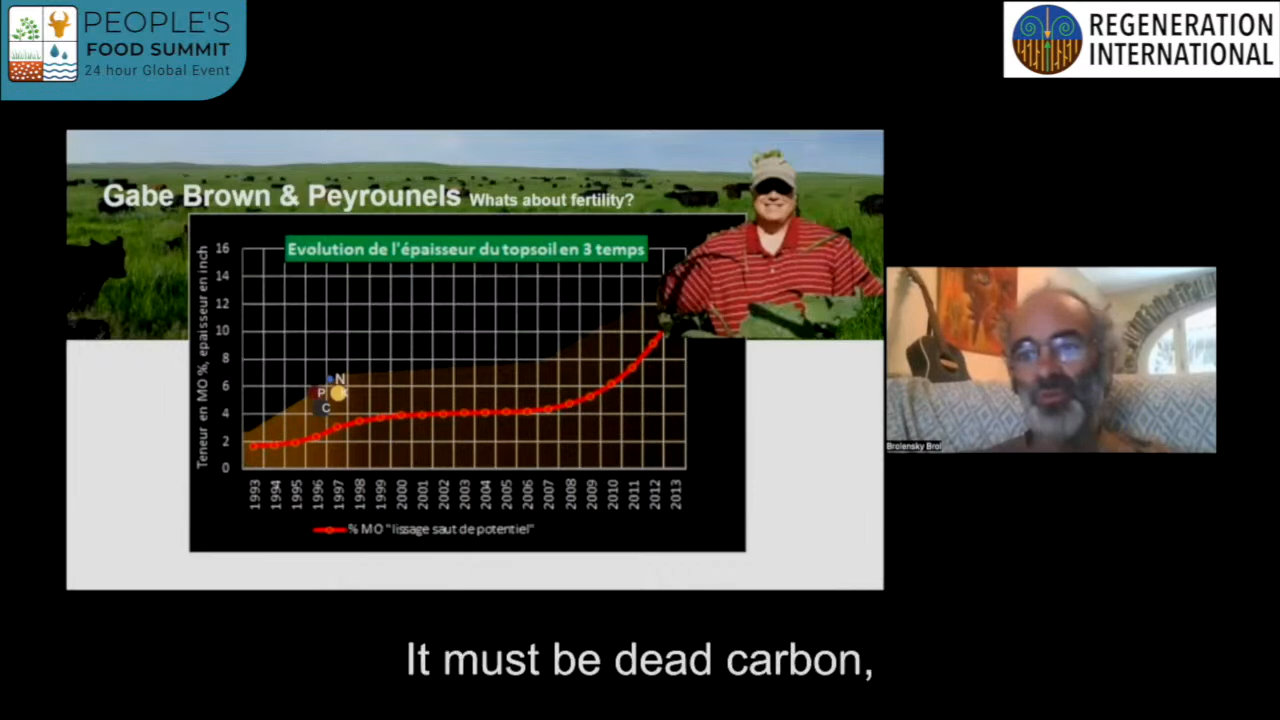 PEOPLE'S
FOOD SUMMIT
24 hour Global Event
REGENERATION
INTERNATIONAL
Gabe Brown & Peyrounels Whats about fertility?
Evolution de l'épaisseur du topsoil en 3 temps
Teneur en MO %, epaisseur en inch
16
14
12
10
8
6
4
2
0
N
P
C
1993 1994 1995 1996 1997 1998 1999 2000 2001 2002 2003 2004 2005 2006 2007 2008 2009 2010 2011 2012 2013
% MO "lissage saut de potentiel"
Brolensky Brol
It must be dead carbon,